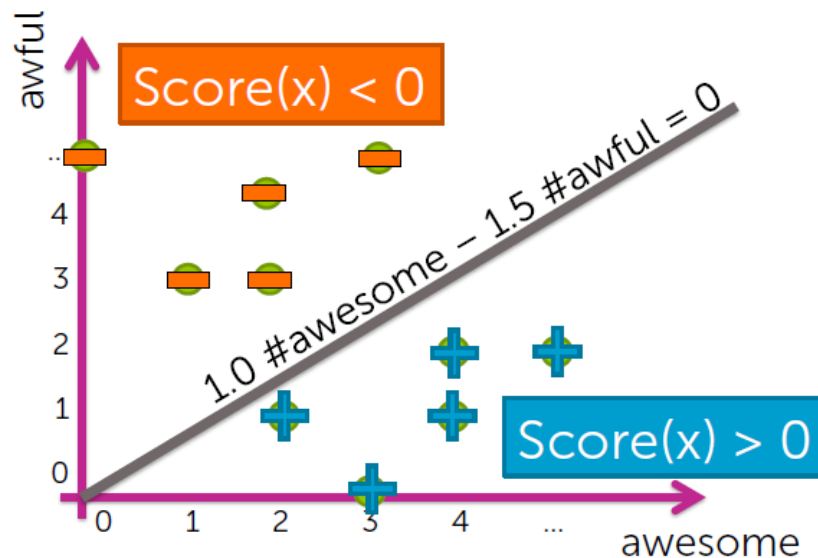 awful
Score(x) < 0
1.0 #awesome – 1.5 #awful = 0
...
4
3
2
1
0
Score(x) > 0
0 1 2 3 4 ...
awesome